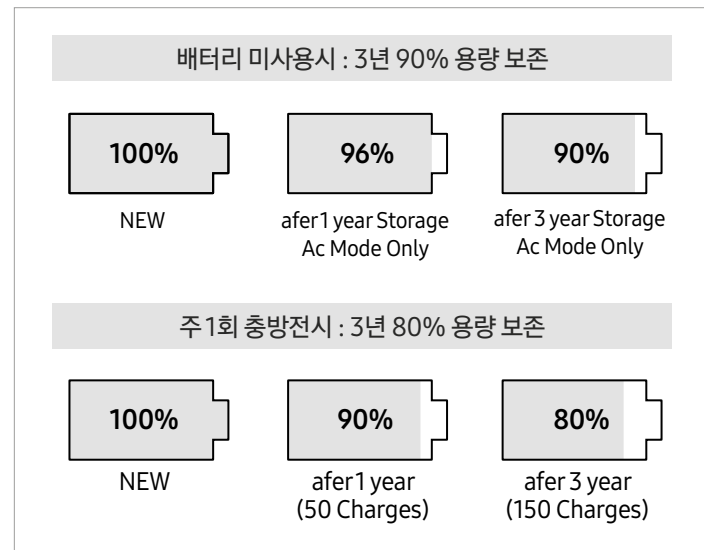 배터리 미사용시 : 3년 90% 용량 보존
100%
96%
90%
NEW
afer 1 year Storage
Ac Mode Only
afer 3 year Storage
Ac Mode Only
주 1회 충방전시 : 3년 80% 용량 보존
100%
90%
80%
NEW
afer 1 year
(50 Charges)
afer 3 year
(150 Charges)